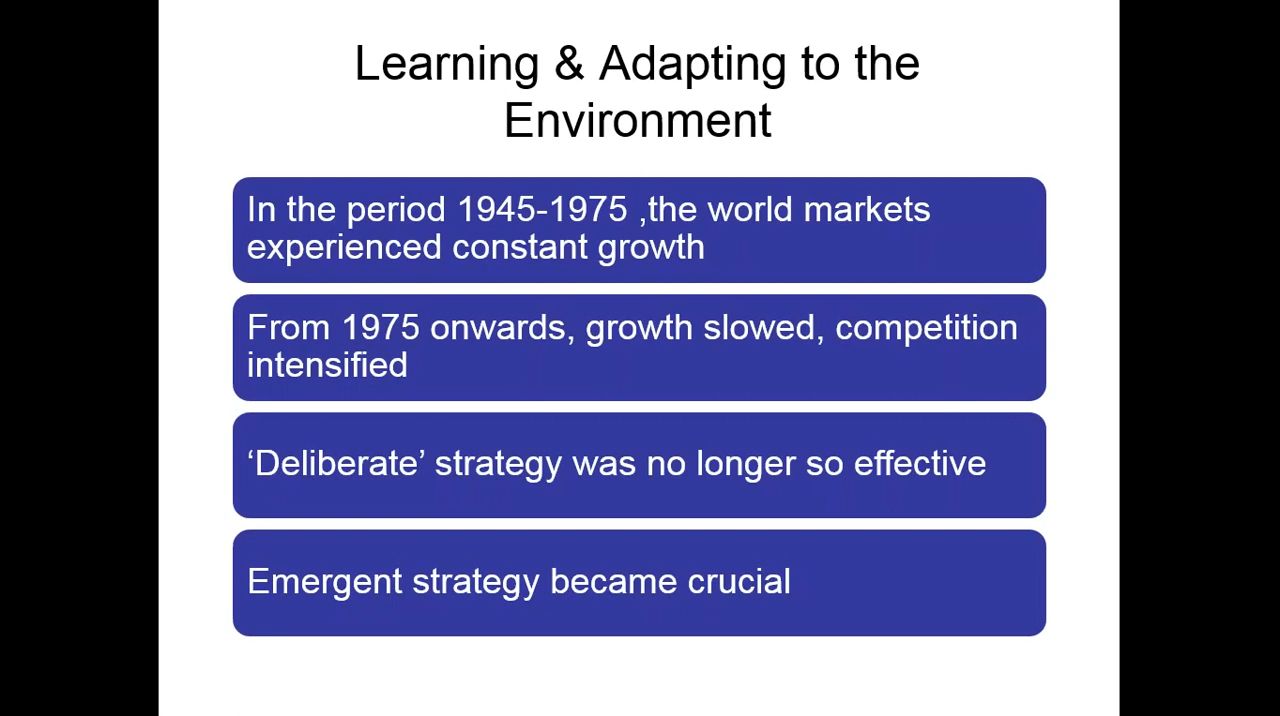 Learning & Adapting to the
Environment
In the period 1945-1975 ,the world markets
experienced constant growth
From 1975 onwards, growth slowed, competition
intensified
‘Deliberate’ strategy was no longer so effective
Emergent strategy became crucial